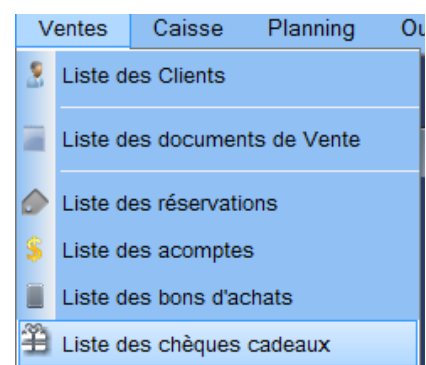 Ventes Caisse Planning Ou
Liste des Clients
Liste des documents de Vente
Liste des réservations
Liste des acomptes
Liste des bons d'achats
Liste des chèques cadeaux